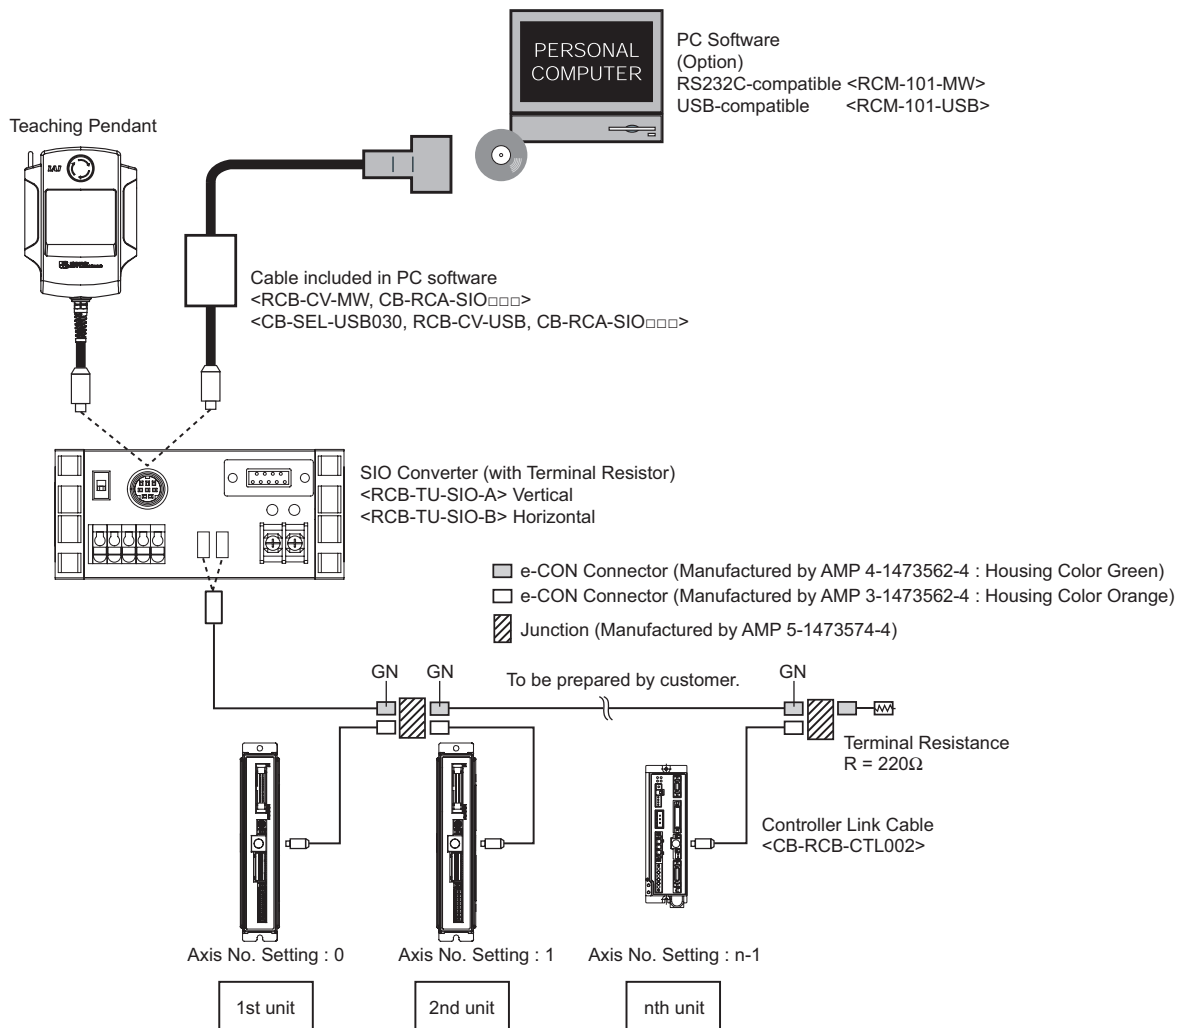 PERSONAL
COMPUTER
PC Software
(Option)
RS232C-compatible <RCM-101-MW>
USB-compatible <RCM-101-USB>
Teaching Pendant
IAI
Cable included in PC software
<RCB-CV-MW, CB-RCA-SIO□□□>
<CB-SEL-USB030, RCB-CV-USB, CB-RCA-SIO□□□>
SIO Converter (with Terminal Resistor)
<RCB-TU-SIO-A> Vertical
<RCB-TU-SIO-B> Horizontal
e-CON Connector (Manufactured by AMP 4-1473562-4 : Housing Color Green)
e-CON Connector (Manufactured by AMP 3-1473562-4 : Housing Color Orange)
Junction (Manufactured by AMP 5-1473574-4)
GN
GN
To be prepared by customer.
GN
Terminal Resistance
R = 220Ω
Controller Link Cable
<CB-RCB-CTL002>
Axis No. Setting : 0
Axis No. Setting : 1
Axis No. Setting : n-1
1st unit
2nd unit
nth unit